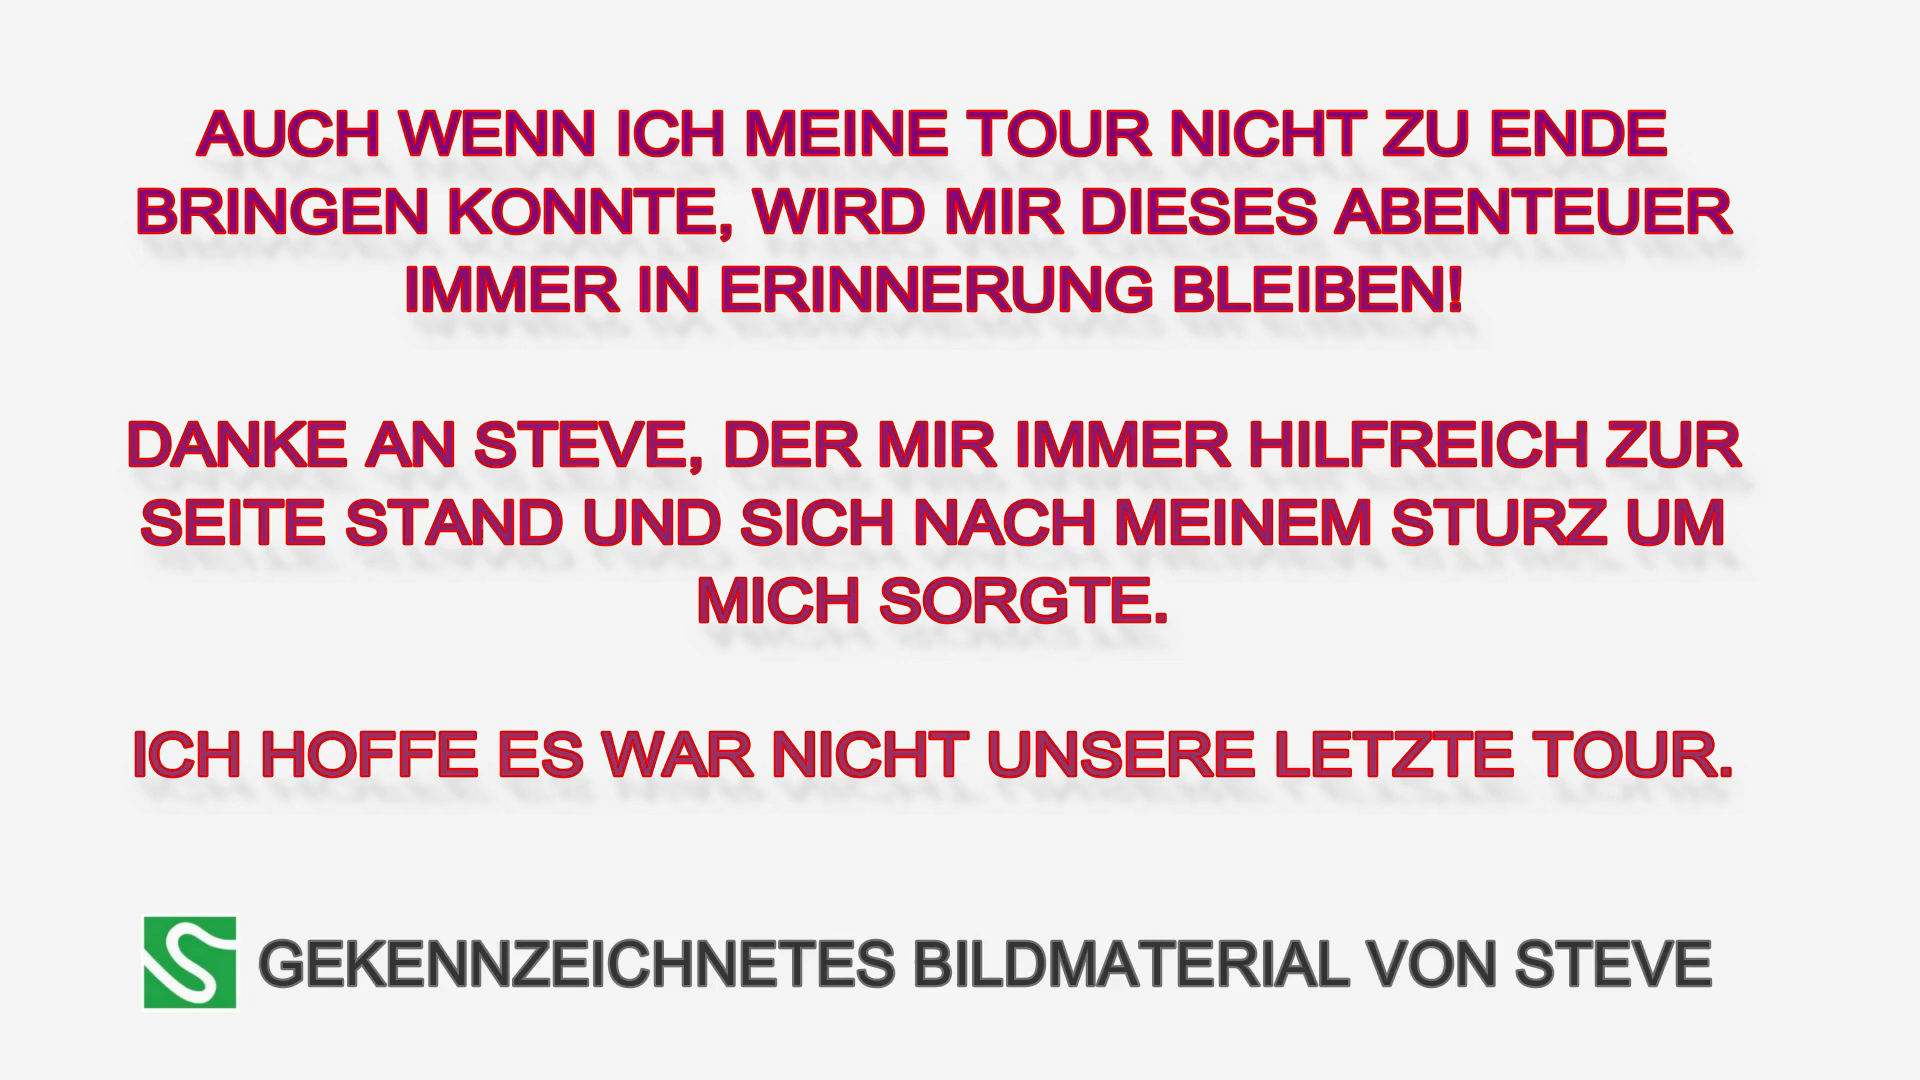 AUCH WENN ICH MEINE TOUR NICHT ZU ENDE
BRINGEN KONNTE, WIRD MIR DIESES ABENTEUER
IMMER IN ERINNERUNG BLEIBEN!
DANKE AN STEVE, DER MIR IMMER HILFREICH ZUR
SEITE STAND UND SICH NACH MEINEM STURZ UM
MICH SORGTE.
ICH HOFFE ES WAR NICHT UNSERE LETZTE TOUR.
GEKENNZEICHNETES BILDMATERIAL VON STEVE